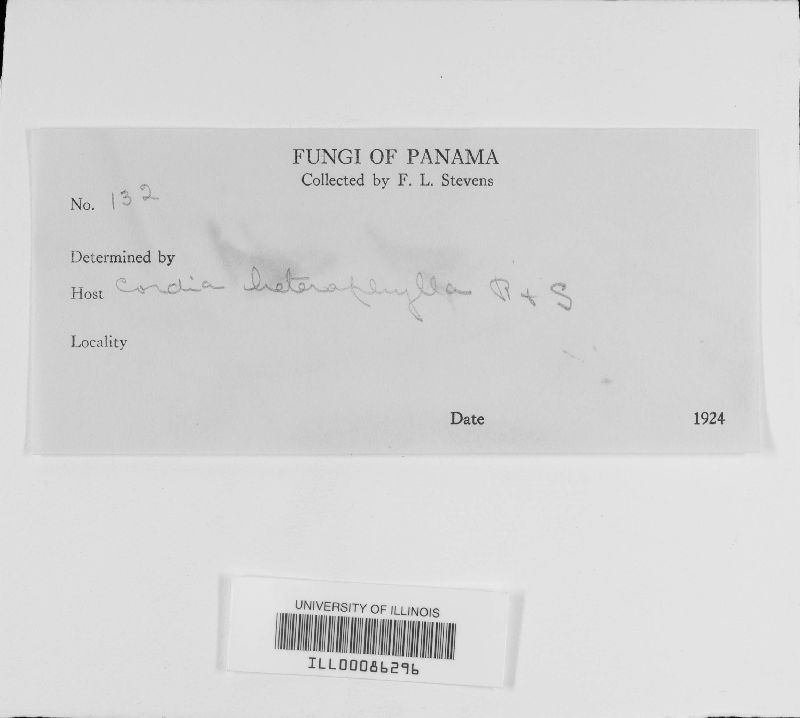 FUNGI OF PANAMA
Collected by F. L. Stevens
No. 132
Determined by
Host Cordia heteraphylla R + S
Locality
Date 1924
UNIVERSITY OF ILLINOIS
ILL00086296